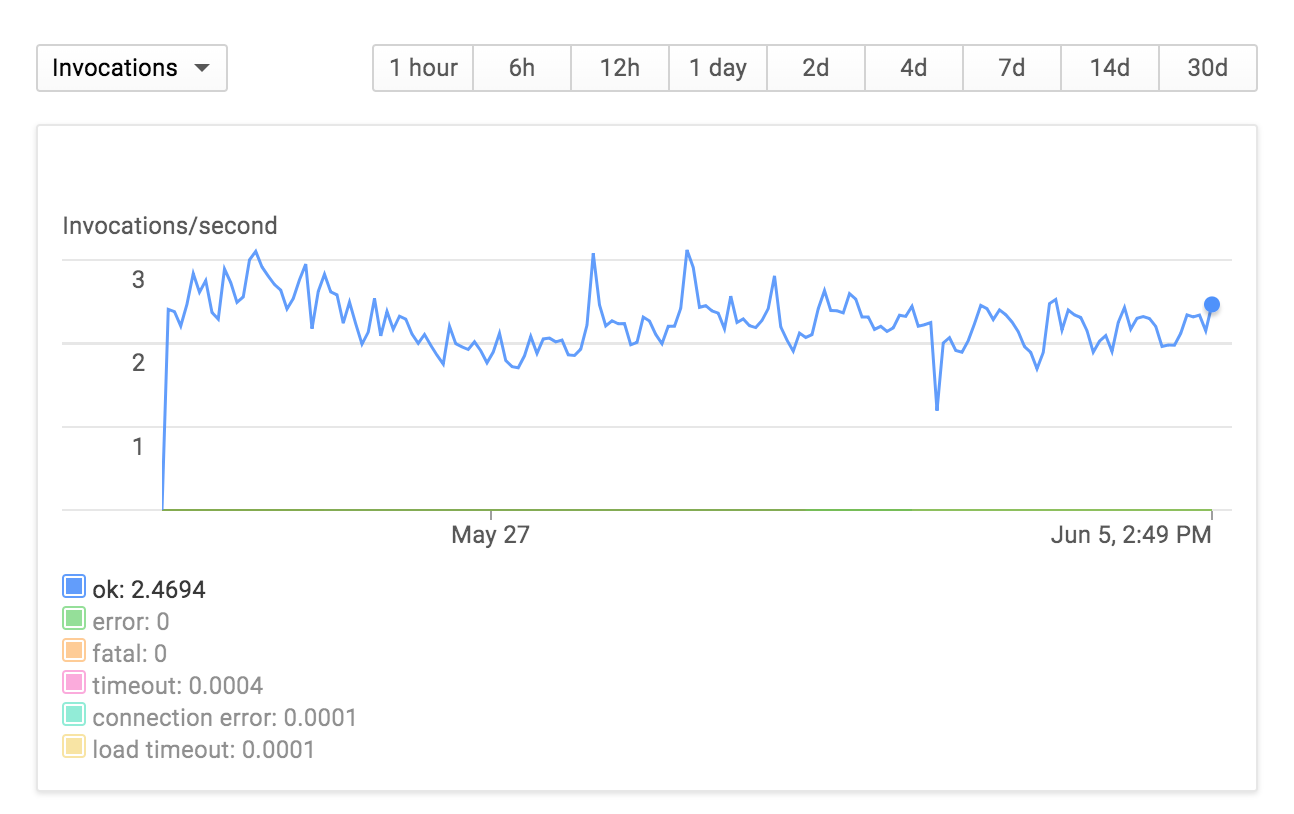 Invocations
1 hour 6h 12h 1 day 2d 4d 7d 14d 30d
Invocations/second
3
2
1
May 27 Jun 5, 2:49 PM
ok: 2.4694
error: 0
fatal: 0
timeout: 0.0004
connection error: 0.0001
load timeout: 0.0001